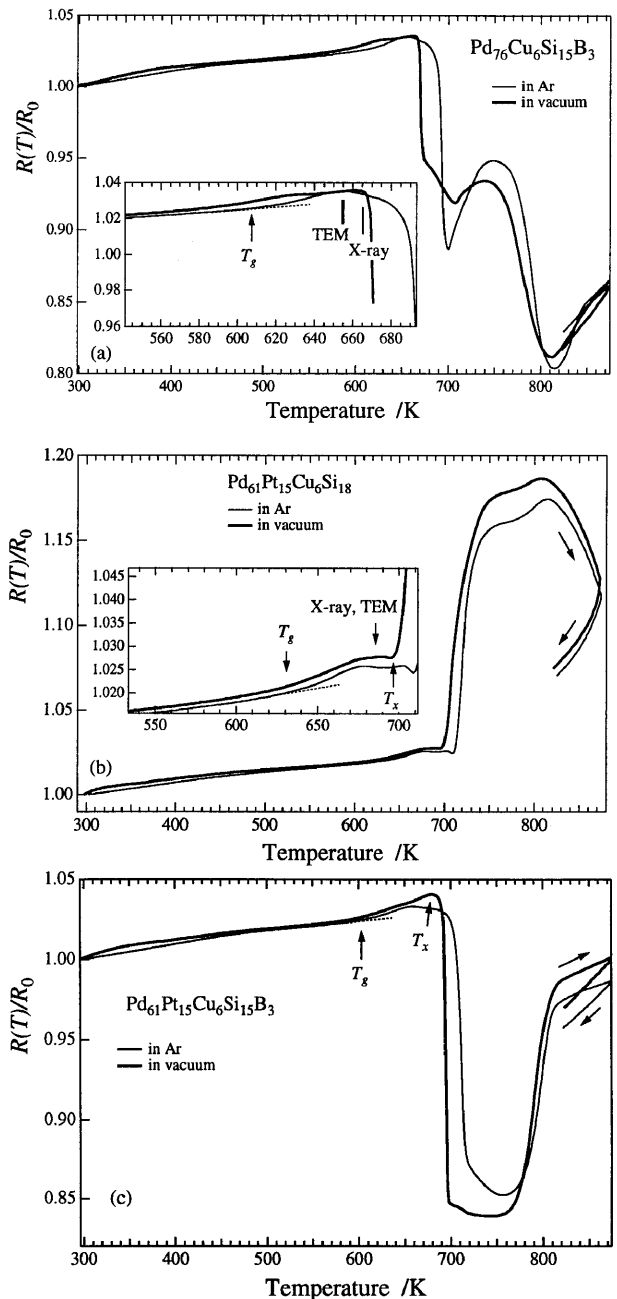 1.05
1.00
0.95
0.90
0.85
0.80
R(T)/R₀
Pd₇₆Cu₆Si₁₅B₃
in Ar
in vacuum
1.04
1.02
1.00
0.98
0.96
T_g
TEM
X-ray
560 580 600 620 640 660 680
(a)
300 400 500 600 700 800
Temperature /K
1.20
1.15
1.10
1.05
1.00
R(T)/R₀
Pd₆₁Pt₁₅Cu₆Si₁₈
in Ar
in vacuum
1.045
1.040
1.035
1.030
1.025
1.020
X-ray, TEM
T_g
T_x
550 600 650 700
(b)
300 400 500 600 700 800
Temperature /K
1.05
1.00
0.95
0.90
0.85
R(T)/R₀
T_x
T_g
Pd₆₁Pt₁₅Cu₆Si₁₅B₃
in Ar
in vacuum
(c)
300 400 500 600 700 800
Temperature /K